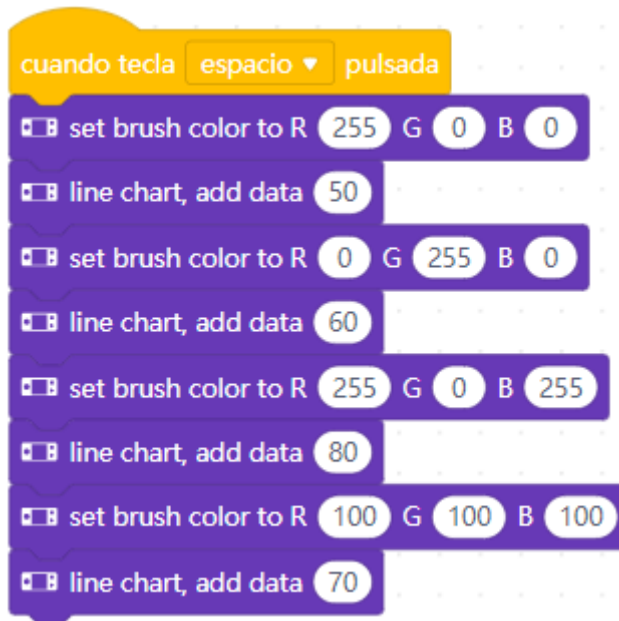 cuando tecla espacio pulsada
set brush color to R 255 G 0 B 0
line chart, add data 50
set brush color to R 0 G 255 B 0
line chart, add data 60
set brush color to R 255 G 0 B 255
line chart, add data 80
set brush color to R 100 G 100 B 100
line chart, add data 70